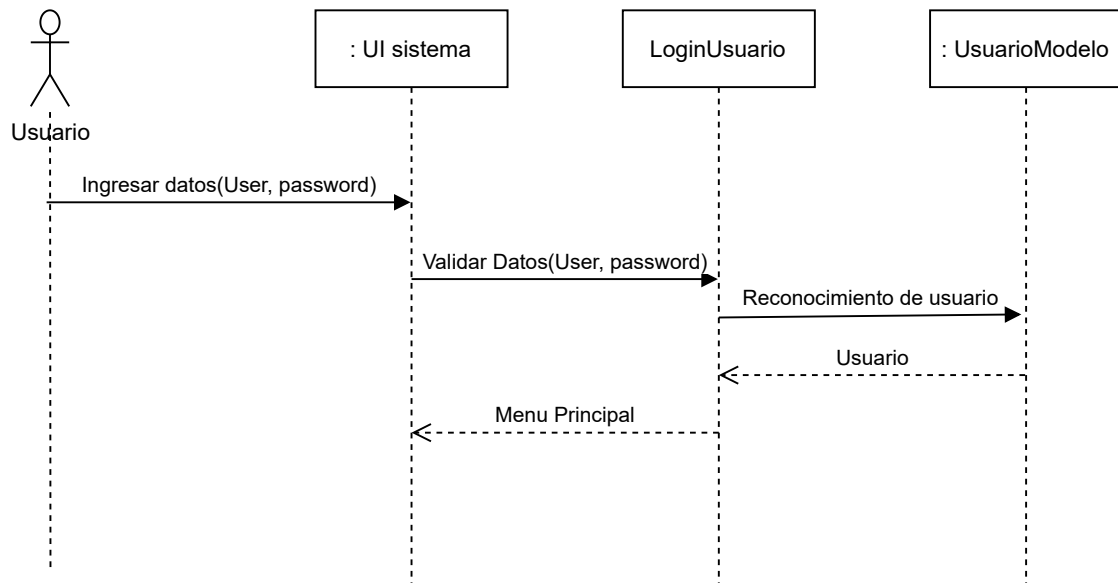 : UI sistema
LoginUsuario
: UsuarioModelo
Usuario
Ingresar datos(User, password)
Validar Datos(User, password)
Reconocimiento de usuario
Usuario
Menu Principal